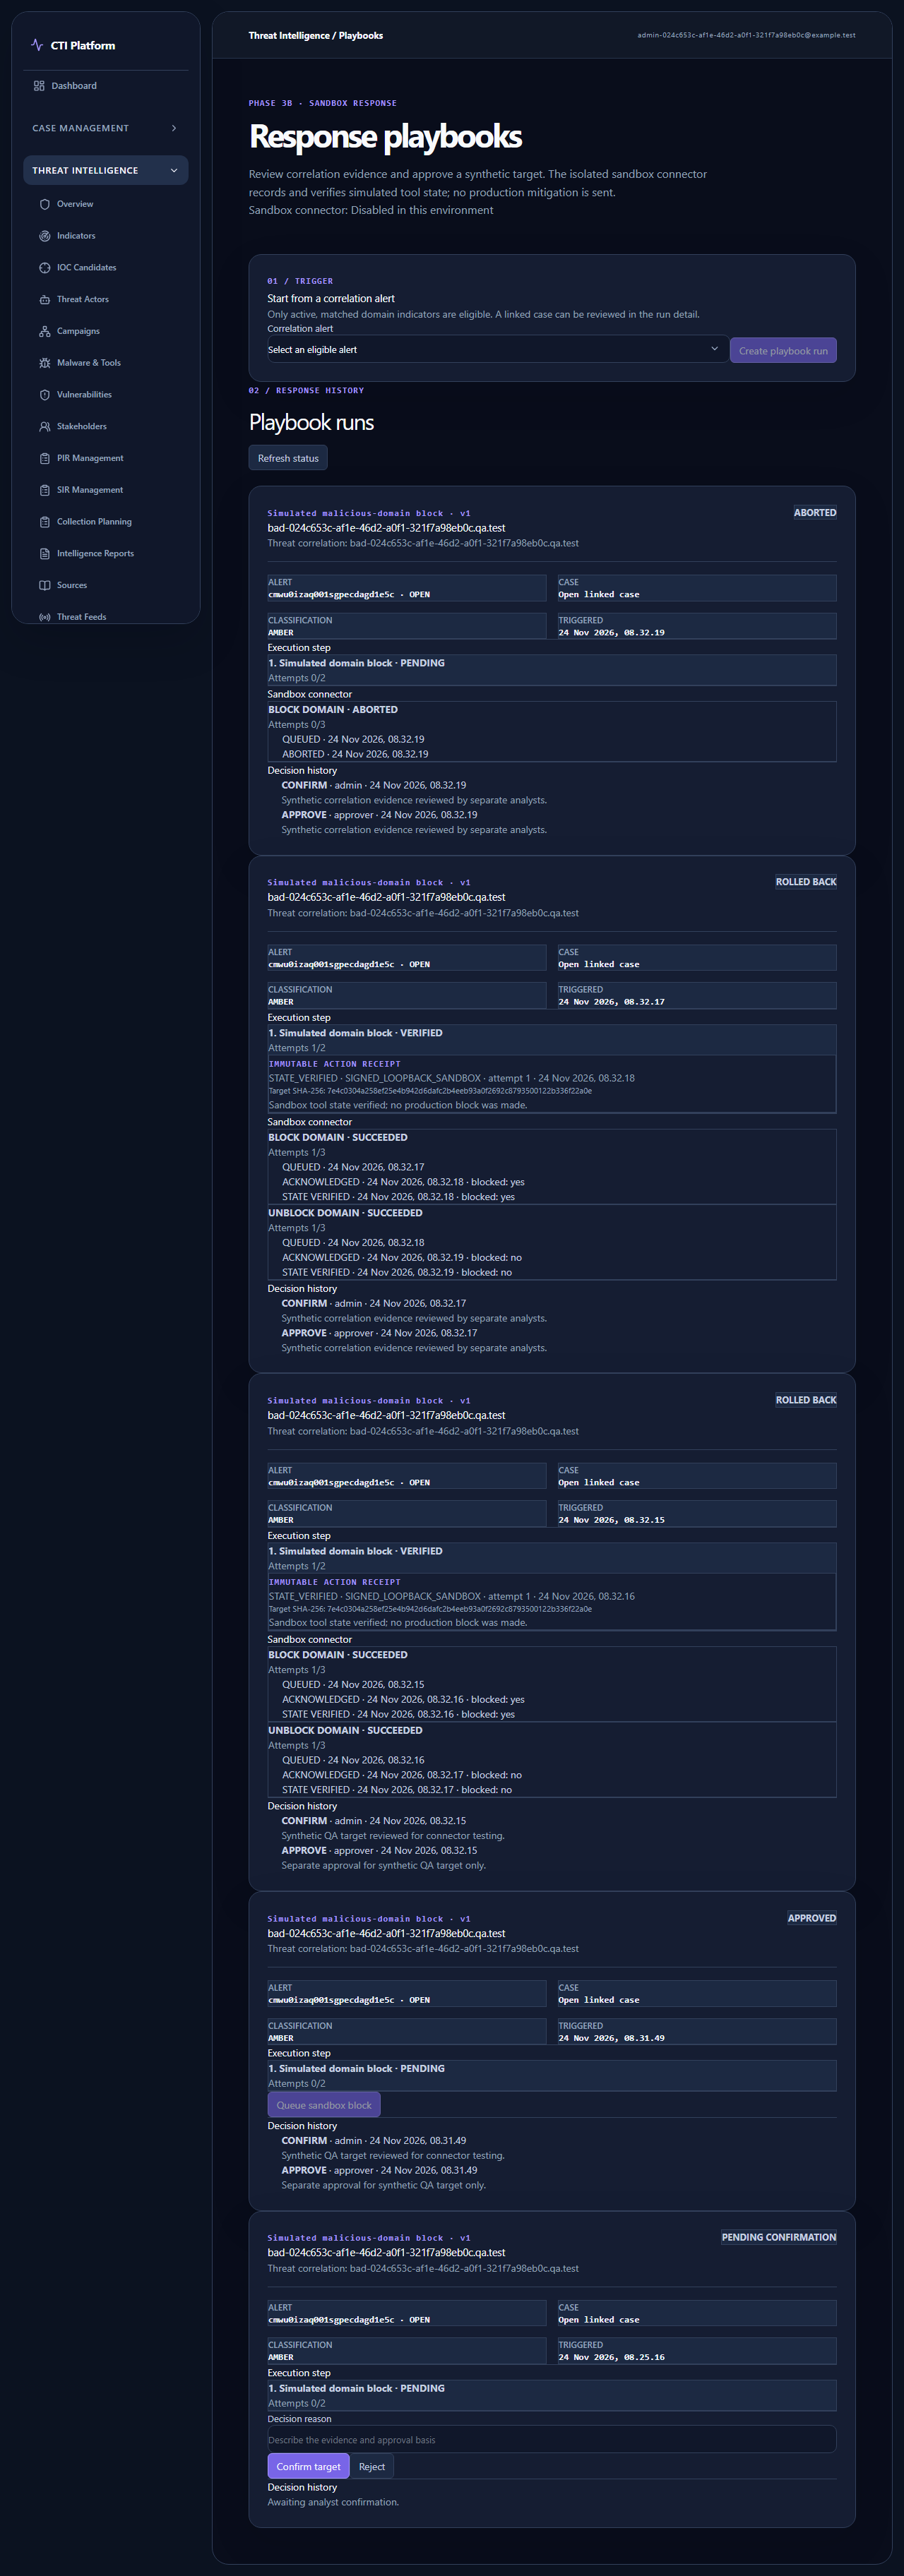 CTI Platform
Dashboard
CASE MANAGEMENT
THREAT INTELLIGENCE
Overview
Indicators
IOC Candidates
Threat Actors
Campaigns
Malware & Tools
Vulnerabilities
Stakeholders
PIR Management
SIR Management
Collection Planning
Intelligence Reports
Sources
Threat Feeds
Threat Intelligence / Playbooks
admin-024c653c-af1e-46d2-a0f1-321f7a98eb0c@example.test
PHASE 3B · SANDBOX RESPONSE
Response playbooks
Review correlation evidence and approve a synthetic target. The isolated sandbox connector
records and verifies simulated tool state; no production mitigation is sent.
Sandbox connector: Disabled in this environment
01 / TRIGGER
Start from a correlation alert
Only active, matched domain indicators are eligible. A linked case can be reviewed in the run detail.
Correlation alert
Select an eligible alert
Create playbook run
02 / RESPONSE HISTORY
Playbook runs
Refresh status
Simulated malicious-domain block · v1
ABORTED
bad-024c653c-af1e-46d2-a0f1-321f7a98eb0c.qa.test
Threat correlation: bad-024c653c-af1e-46d2-a0f1-321f7a98eb0c.qa.test
ALERT
cmwu0izaq001sgpecdagd1e5c · OPEN
CASE
Open linked case
CLASSIFICATION
AMBER
TRIGGERED
24 Nov 2026, 08.32.19
Execution step
1. Simulated domain block · PENDING
Attempts 0/2
Sandbox connector
BLOCK DOMAIN · ABORTED
Attempts 0/3
QUEUED · 24 Nov 2026, 08.32.19
ABORTED · 24 Nov 2026, 08.32.19
Decision history
CONFIRM · admin · 24 Nov 2026, 08.32.19
Synthetic correlation evidence reviewed by separate analysts.
APPROVE · approver · 24 Nov 2026, 08.32.19
Synthetic correlation evidence reviewed by separate analysts.
Simulated malicious-domain block · v1
ROLLED BACK
bad-024c653c-af1e-46d2-a0f1-321f7a98eb0c.qa.test
Threat correlation: bad-024c653c-af1e-46d2-a0f1-321f7a98eb0c.qa.test
ALERT
cmwu0izaq001sgpecdagd1e5c · OPEN
CASE
Open linked case
CLASSIFICATION
AMBER
TRIGGERED
24 Nov 2026, 08.32.17
Execution step
1. Simulated domain block · VERIFIED
Attempts 1/2
IMMUTABLE ACTION RECEIPT
STATE_VERIFIED · SIGNED_LOOPBACK_SANDBOX · attempt 1 · 24 Nov 2026, 08.32.18
Target SHA-256: 7e4c0304a258ef25e4b942d6dafc2b4eeb93a0f2692c8793500122b336f22a0e
Sandbox tool state verified; no production block was made.
Sandbox connector
BLOCK DOMAIN · SUCCEEDED
Attempts 1/3
QUEUED · 24 Nov 2026, 08.32.17
ACKNOWLEDGED · 24 Nov 2026, 08.32.18 · blocked: yes
STATE VERIFIED · 24 Nov 2026, 08.32.18 · blocked: yes
UNBLOCK DOMAIN · SUCCEEDED
Attempts 1/3
QUEUED · 24 Nov 2026, 08.32.18
ACKNOWLEDGED · 24 Nov 2026, 08.32.19 · blocked: no
STATE VERIFIED · 24 Nov 2026, 08.32.19 · blocked: no
Decision history
CONFIRM · admin · 24 Nov 2026, 08.32.17
Synthetic correlation evidence reviewed by separate analysts.
APPROVE · approver · 24 Nov 2026, 08.32.17
Synthetic correlation evidence reviewed by separate analysts.
Simulated malicious-domain block · v1
ROLLED BACK
bad-024c653c-af1e-46d2-a0f1-321f7a98eb0c.qa.test
Threat correlation: bad-024c653c-af1e-46d2-a0f1-321f7a98eb0c.qa.test
ALERT
cmwu0izaq001sgpecdagd1e5c · OPEN
CASE
Open linked case
CLASSIFICATION
AMBER
TRIGGERED
24 Nov 2026, 08.32.15
Execution step
1. Simulated domain block · VERIFIED
Attempts 1/2
IMMUTABLE ACTION RECEIPT
STATE_VERIFIED · SIGNED_LOOPBACK_SANDBOX · attempt 1 · 24 Nov 2026, 08.32.16
Target SHA-256: 7e4c0304a258ef25e4b942d6dafc2b4eeb93a0f2692c8793500122b336f22a0e
Sandbox tool state verified; no production block was made.
Sandbox connector
BLOCK DOMAIN · SUCCEEDED
Attempts 1/3
QUEUED · 24 Nov 2026, 08.32.15
ACKNOWLEDGED · 24 Nov 2026, 08.32.16 · blocked: yes
STATE VERIFIED · 24 Nov 2026, 08.32.16 · blocked: yes
UNBLOCK DOMAIN · SUCCEEDED
Attempts 1/3
QUEUED · 24 Nov 2026, 08.32.16
ACKNOWLEDGED · 24 Nov 2026, 08.32.17 · blocked: no
STATE VERIFIED · 24 Nov 2026, 08.32.17 · blocked: no
Decision history
CONFIRM · admin · 24 Nov 2026, 08.32.15
Synthetic QA target reviewed for connector testing.
APPROVE · approver · 24 Nov 2026, 08.32.15
Separate approval for synthetic QA target only.
Simulated malicious-domain block · v1
APPROVED
bad-024c653c-af1e-46d2-a0f1-321f7a98eb0c.qa.test
Threat correlation: bad-024c653c-af1e-46d2-a0f1-321f7a98eb0c.qa.test
ALERT
cmwu0izaq001sgpecdagd1e5c · OPEN
CASE
Open linked case
CLASSIFICATION
AMBER
TRIGGERED
24 Nov 2026, 08.31.49
Execution step
1. Simulated domain block · PENDING
Attempts 0/2
Queue sandbox block
Decision history
CONFIRM · admin · 24 Nov 2026, 08.31.49
Synthetic QA target reviewed for connector testing.
APPROVE · approver · 24 Nov 2026, 08.31.49
Separate approval for synthetic QA target only.
Simulated malicious-domain block · v1
PENDING CONFIRMATION
bad-024c653c-af1e-46d2-a0f1-321f7a98eb0c.qa.test
Threat correlation: bad-024c653c-af1e-46d2-a0f1-321f7a98eb0c.qa.test
ALERT
cmwu0izaq001sgpecdagd1e5c · OPEN
CASE
Open linked case
CLASSIFICATION
AMBER
TRIGGERED
24 Nov 2026, 08.25.16
Execution step
1. Simulated domain block · PENDING
Attempts 0/2
Decision reason
Describe the evidence and approval basis
Confirm target
Reject
Decision history
Awaiting analyst confirmation.